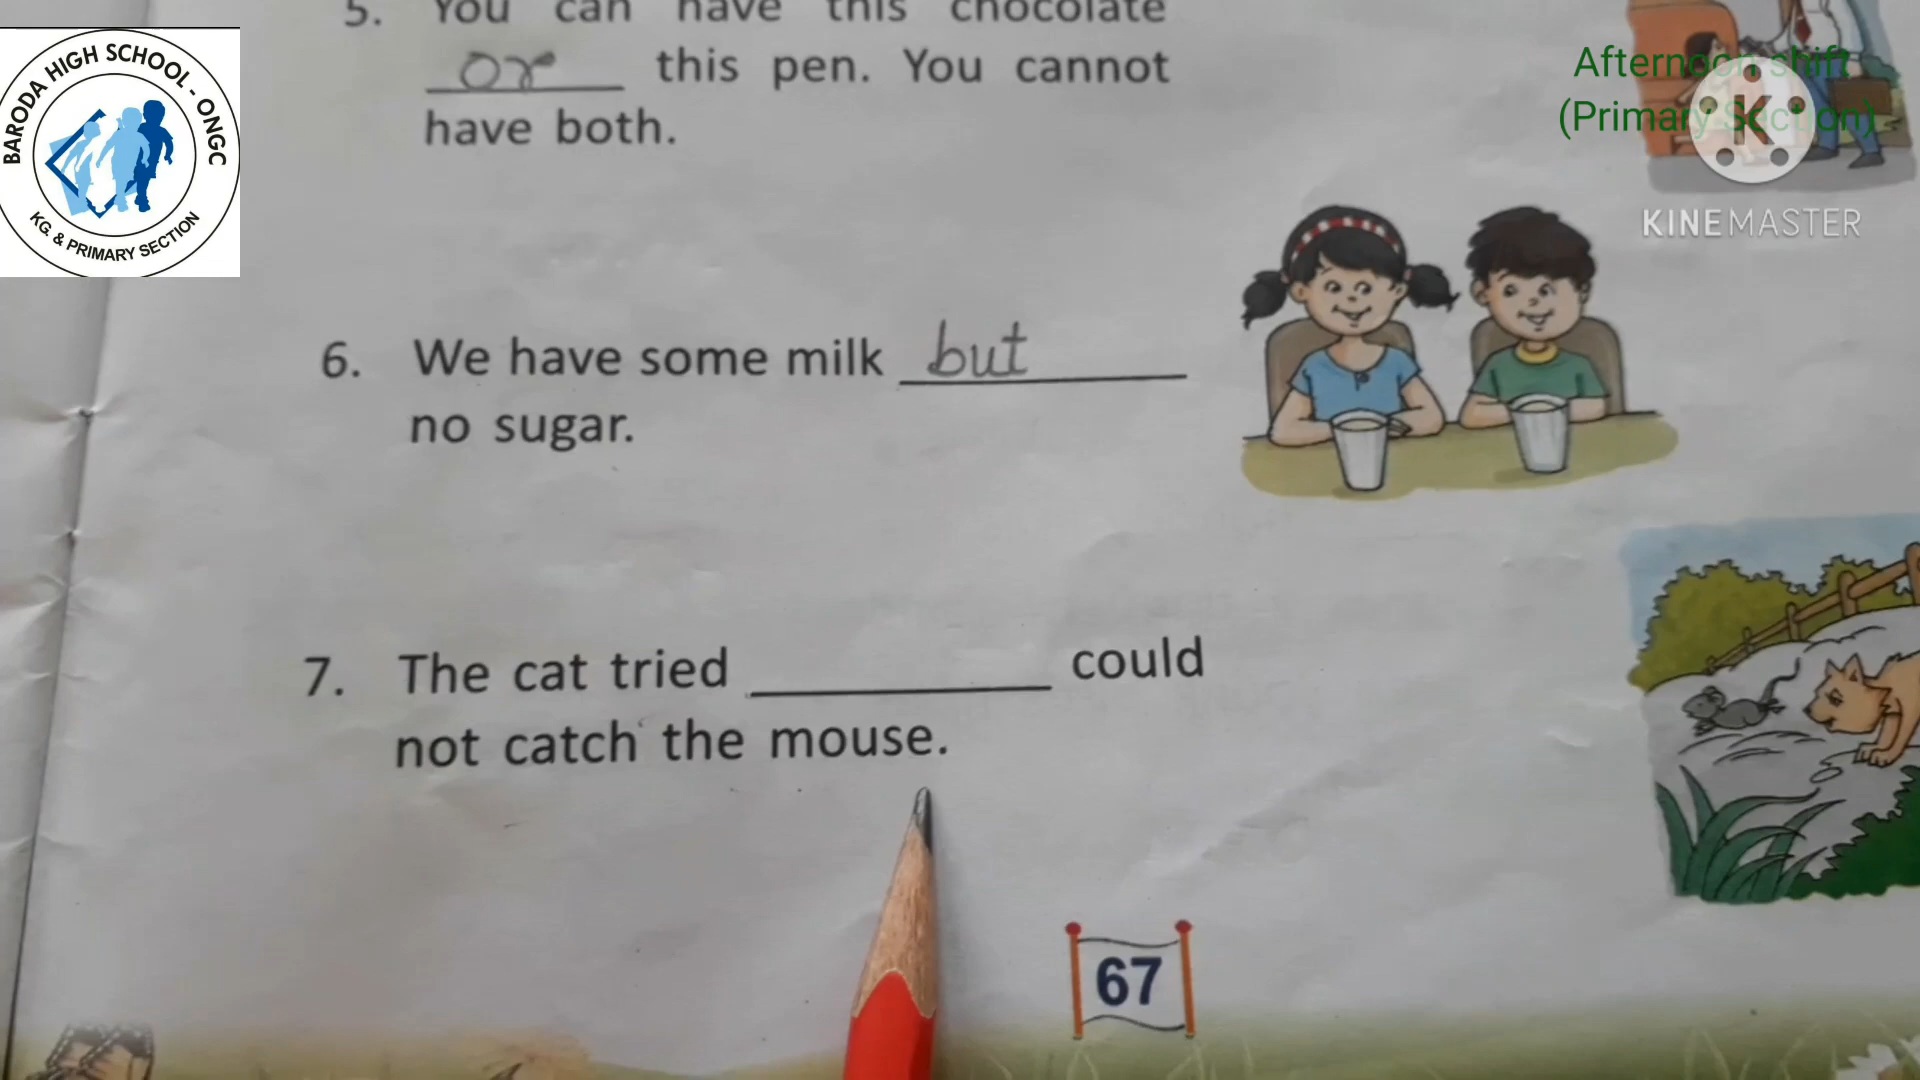 5. You can have this chocolate
or this pen. You cannot
have both.
6. We have some milk but
no sugar.
7. The cat tried __________ could
not catch the mouse.
67
BARODA HIGH SCHOOL - ONGC
KG. & PRIMARY SECTION
Afternoon shift
(Primary Section)
K
KINEMASTER